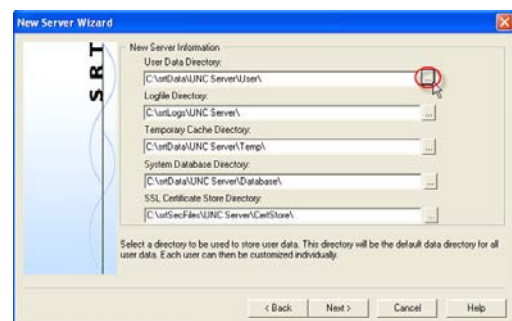 New Server Wizard
SRT
New Server Information
User Data Directory:
C:\srtData\UNC Server\User\
...
Logfile Directory:
C:\srtLogs\UNC Server\
...
Temporary Cache Directory:
C:\srtData\UNC Server\Temp\
...
System Database Directory:
C:\srtData\UNC Server\Database\
...
SSL Certificate Store Directory:
C:\srtSecFiles\UNC Server\CertStore\
...
Select a directory to be used to store user data. This directory will be the default data directory for all
user data. Each user can then be customized individually.
< Back
Next >
Cancel
Help